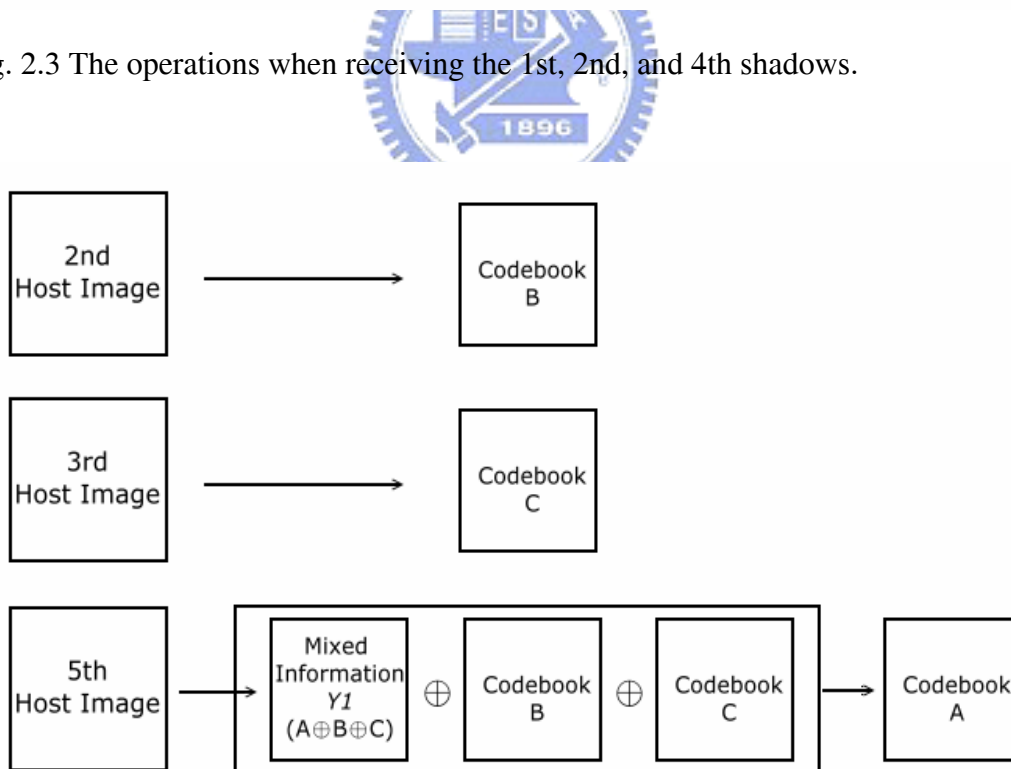 ES A
g. 2.3 The operations when receiving the 1st, 2nd, and 4th shadows.
1896
2nd
Host Image
Codebook
B
3rd
Host Image
Codebook
C
5th
Host Image
Mixed
Information
Y1
(A⊕B⊕C)
⊕
Codebook
B
⊕
Codebook
C
Codebook
A